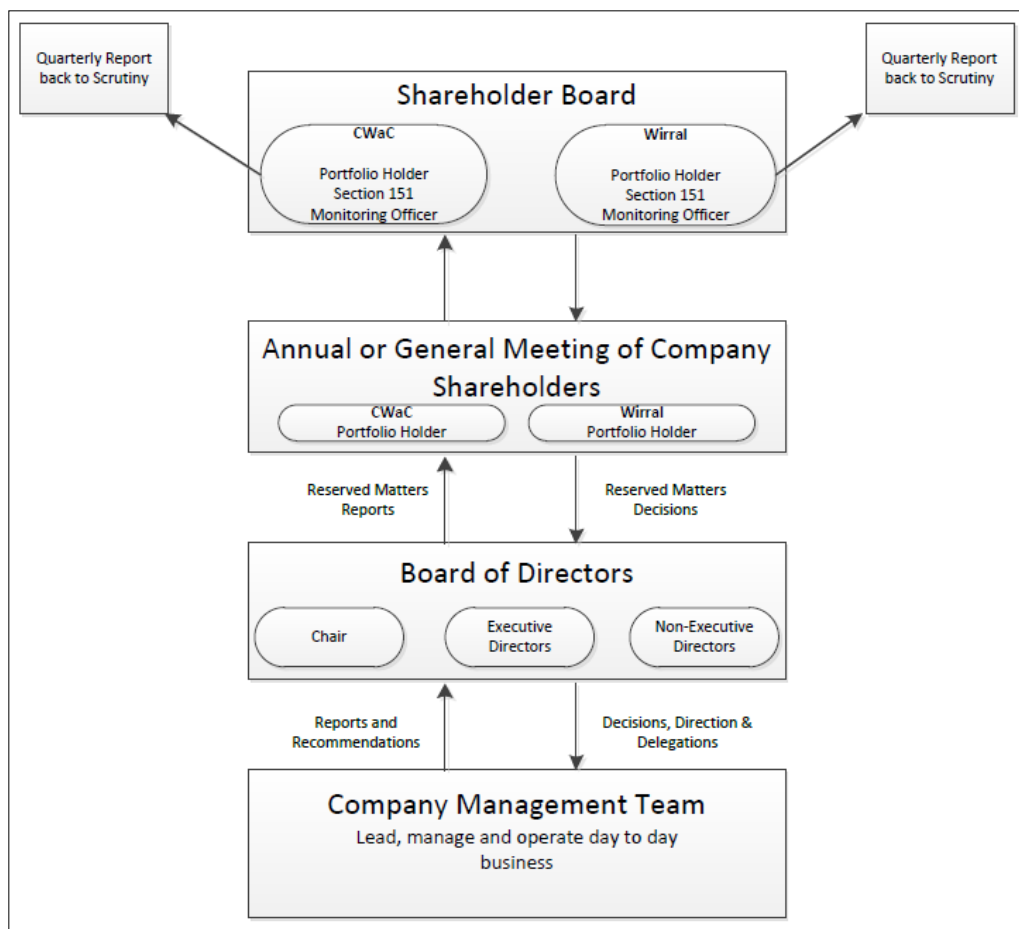 Quarterly Report
back to Scrutiny
Quarterly Report
back to Scrutiny
Shareholder Board
CWaC
Portfolio Holder
Section 151
Monitoring Officer
Wirral
Portfolio Holder
Section 151
Monitoring Officer
Annual or General Meeting of Company
Shareholders
CWaC
Portfolio Holder
Wirral
Portfolio Holder
Reserved Matters
Reports
Reserved Matters
Decisions
Board of Directors
Chair
Executive
Directors
Non-Executive
Directors
Reports and
Recommendations
Decisions, Direction &
Delegations
Company Management Team
Lead, manage and operate day to day
business